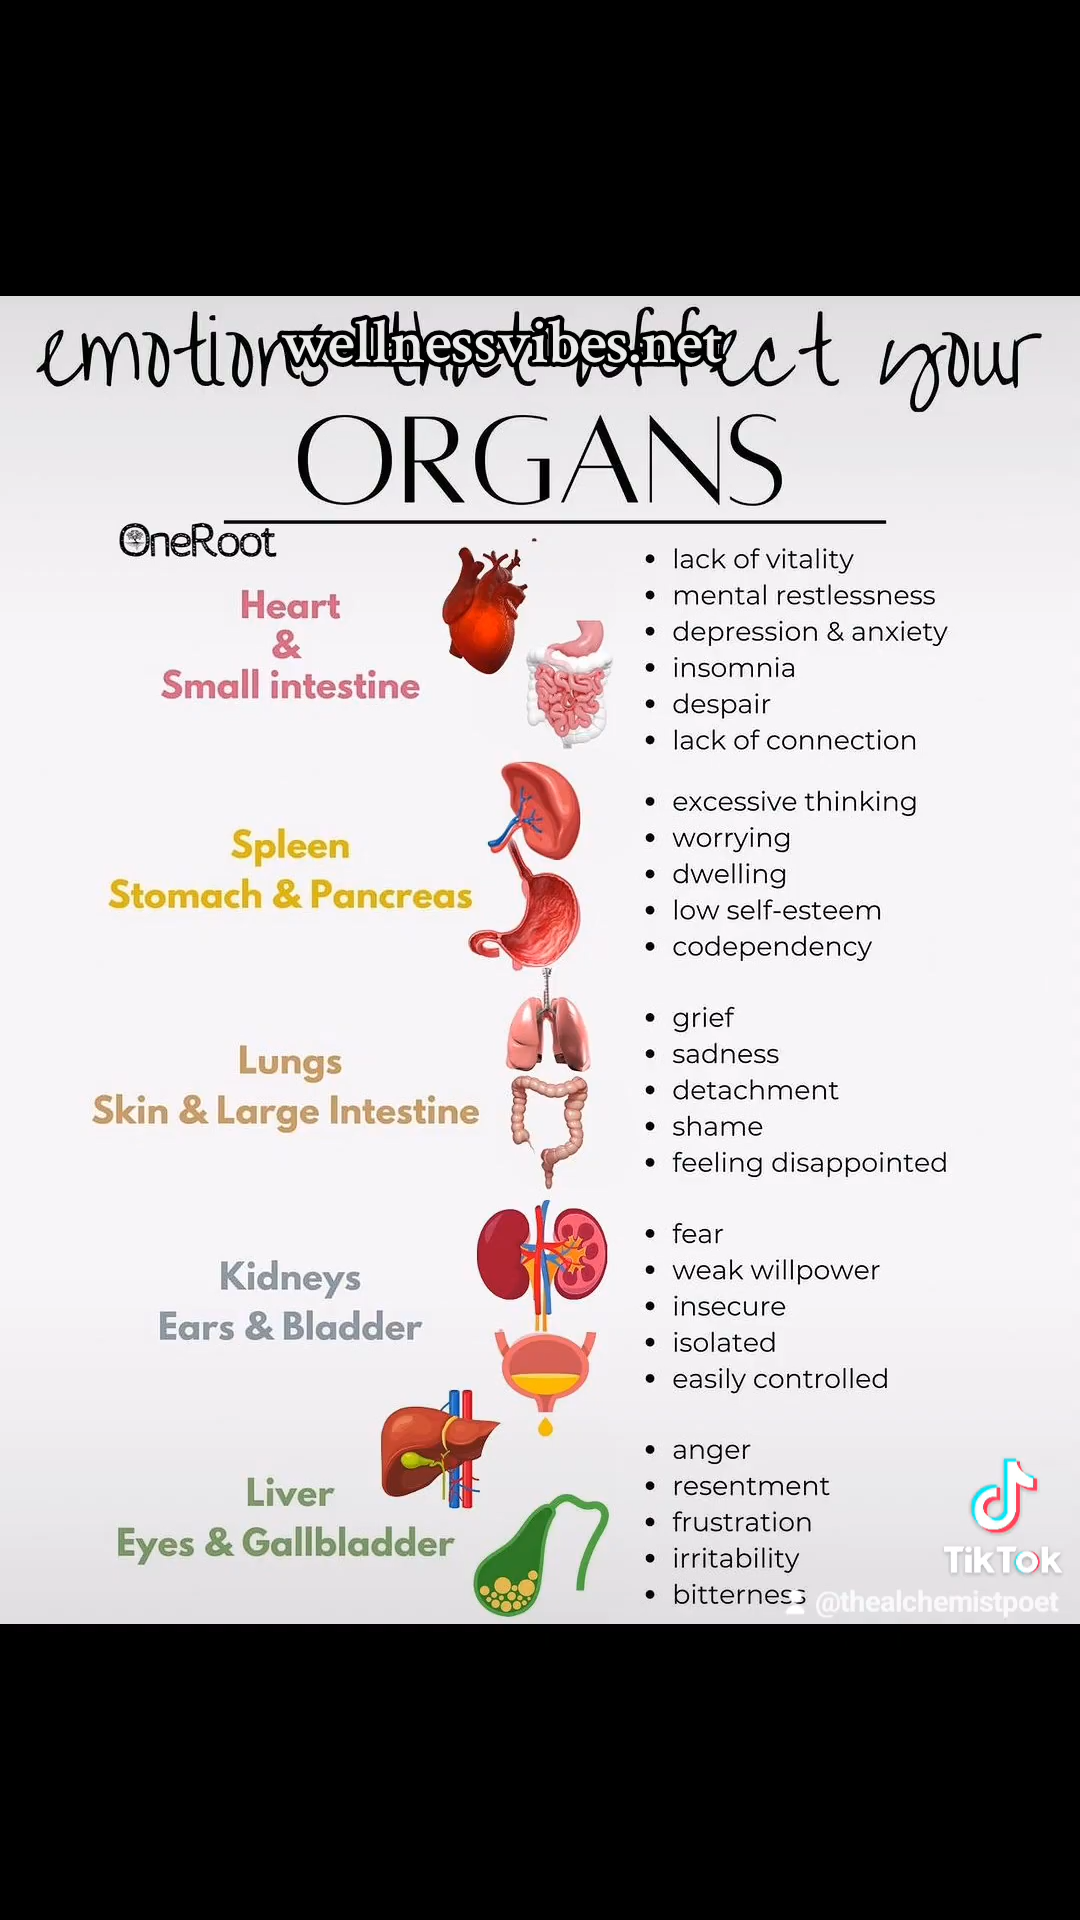 emotions that affect your
wellnessvibes.net
ORGANS
OneRoot
Heart
&
Small intestine
• lack of vitality
• mental restlessness
• depression & anxiety
• insomnia
• despair
• lack of connection
Spleen
Stomach & Pancreas
• excessive thinking
• worrying
• dwelling
• low self-esteem
• codependency
Lungs
Skin & Large Intestine
• grief
• sadness
• detachment
• shame
• feeling disappointed
Kidneys
Ears & Bladder
• fear
• weak willpower
• insecure
• isolated
• easily controlled
Liver
Eyes & Gallbladder
• anger
• resentment
• frustration
• irritability
• bitterness
TikTok
@thealchemistpoet